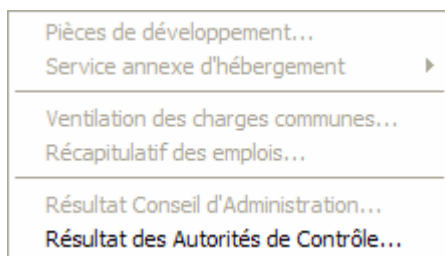 Pièces de développement...
Service annexe d'hébergement
Ventilation des charges communes...
Récapitulatif des emplois...
Résultat Conseil d'Administration...
Résultat des Autorités de Contrôle...